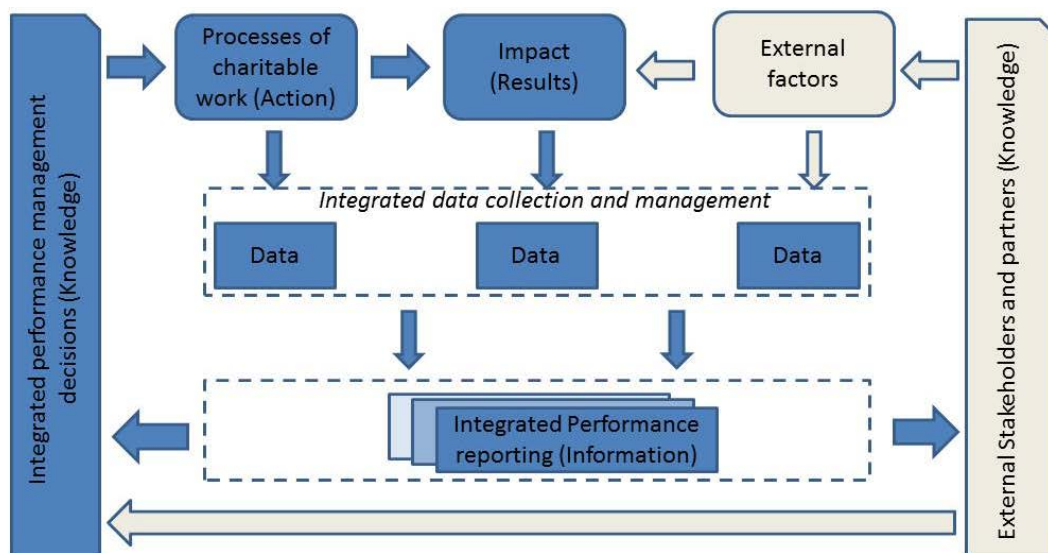 Integrated performance management
decisions (Knowledge)
Processes of
charitable
work (Action)
Impact
(Results)
External
factors
External Stakeholders and partners (Knowledge)
Integrated data collection and management
Data
Data
Data
Integrated Performance
reporting (Information)